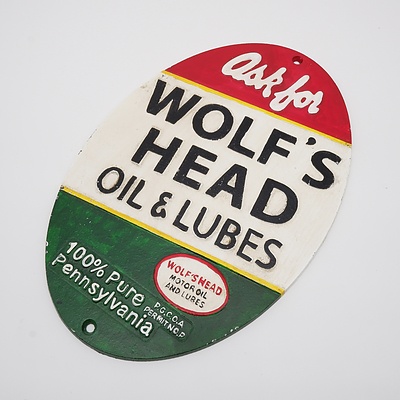 Ask for
WOLF'S
HEAD
OIL & LUBES
100% Pure
Pennsylvania
WOLF'S HEAD
MOTOR OIL
AND LUBES
P.G.C.O.A
PERMIT NO.